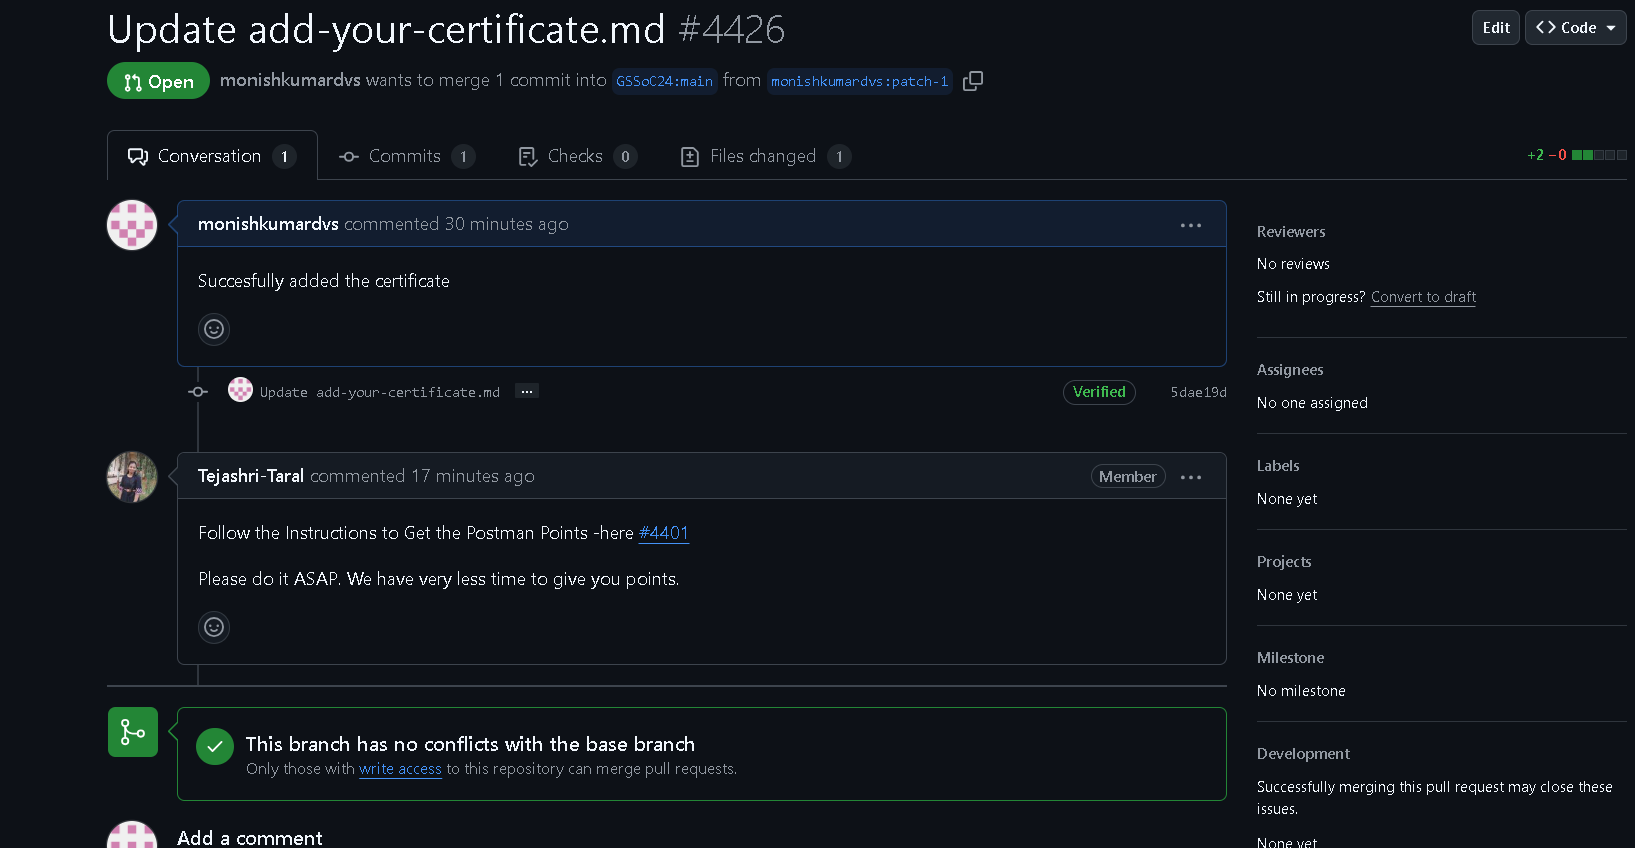 Update add-your-certificate.md #4426
Edit
Code
Open
monishkumardvs wants to merge 1 commit into GSSoC24:main from monishkumardvs:patch-1
Conversation 1
Commits 1
Checks 0
Files changed 1
+2 −0
monishkumardvs commented 30 minutes ago
Succesfully added the certificate
Update add-your-certificate.md
Verified
5dae19d
Tejashri-Taral commented 17 minutes ago
Member
Follow the Instructions to Get the Postman Points -here #4401
Please do it ASAP. We have very less time to give you points.
This branch has no conflicts with the base branch
Only those with write access to this repository can merge pull requests.
Add a comment
Reviewers
No reviews
Still in progress? Convert to draft
Assignees
No one assigned
Labels
None yet
Projects
None yet
Milestone
No milestone
Development
Successfully merging this pull request may close these
issues.
None yet